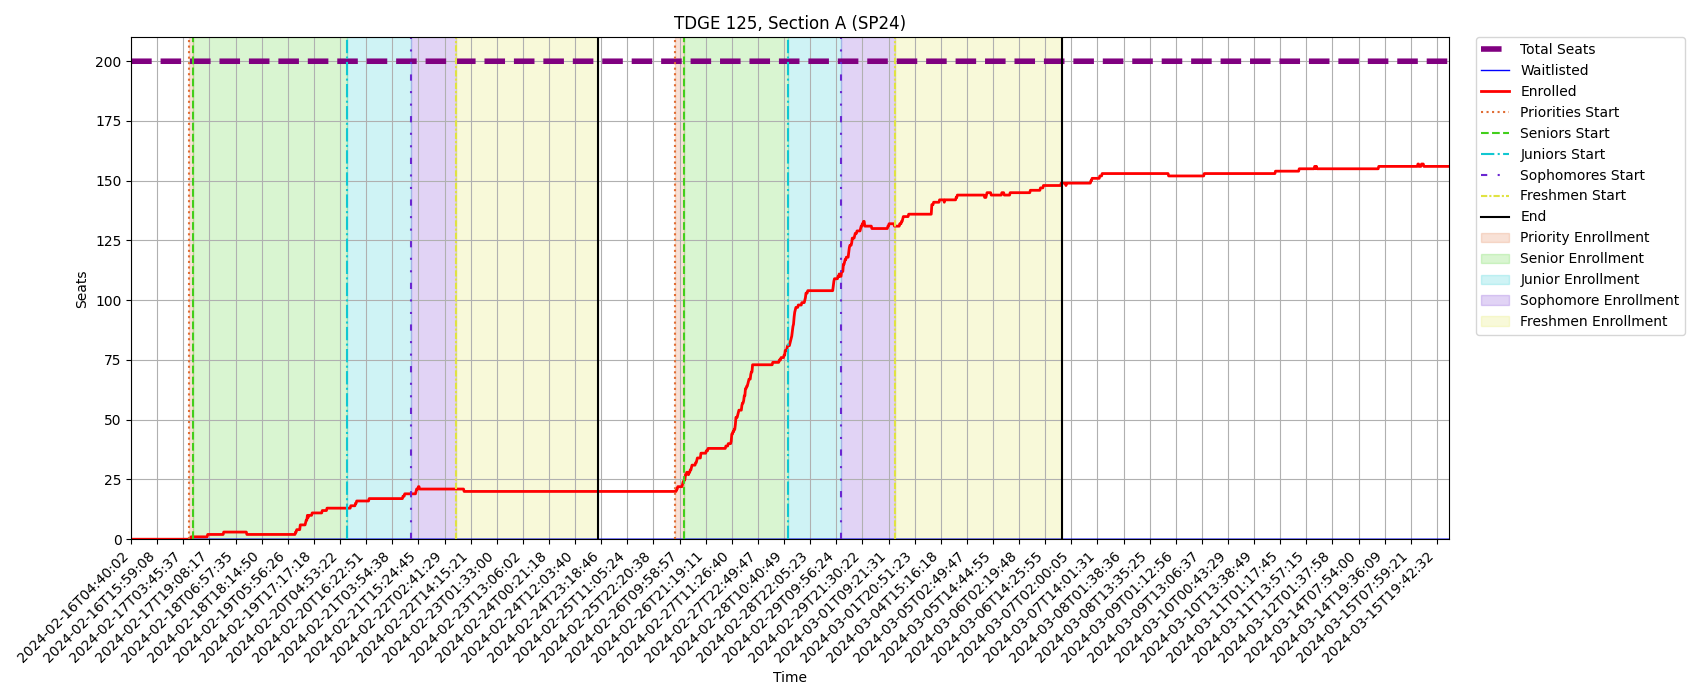 TDGE 125, Section A (SP24)
Total Seats
Waitlisted
Enrolled
Priorities Start
Seniors Start
Juniors Start
Sophomores Start
Freshmen Start
End
Priority Enrollment
Senior Enrollment
Junior Enrollment
Sophomore Enrollment
Freshmen Enrollment
Seats
200
175
150
125
100
75
50
25
0
2024-02-16T04:40:02
2024-02-16T15:59:08
2024-02-17T03:45:37
2024-02-17T19:08:17
2024-02-18T06:57:35
2024-02-18T18:14:50
2024-02-19T05:56:26
2024-02-19T17:17:18
2024-02-20T04:53:22
2024-02-20T16:22:51
2024-02-21T03:54:38
2024-02-21T15:24:45
2024-02-22T02:41:29
2024-02-22T14:15:21
2024-02-23T01:33:00
2024-02-23T13:06:02
2024-02-24T00:21:18
2024-02-24T12:03:40
2024-02-24T23:18:46
2024-02-25T11:05:24
2024-02-25T22:20:38
2024-02-26T09:58:57
2024-02-26T21:19:11
2024-02-27T11:26:40
2024-02-27T22:49:47
2024-02-28T10:40:49
2024-02-28T22:05:23
2024-02-29T09:56:24
2024-02-29T21:30:22
2024-03-01T09:21:31
2024-03-01T20:51:23
2024-03-04T15:16:18
2024-03-05T02:49:47
2024-03-05T14:44:55
2024-03-06T02:19:48
2024-03-06T14:25:55
2024-03-07T02:00:05
2024-03-07T14:01:31
2024-03-08T01:38:36
2024-03-08T13:35:25
2024-03-09T01:12:56
2024-03-09T13:06:37
2024-03-10T00:43:29
2024-03-10T13:38:49
2024-03-11T01:17:45
2024-03-11T13:57:15
2024-03-12T01:37:58
2024-03-14T07:54:00
2024-03-14T19:36:09
2024-03-15T07:59:21
2024-03-15T19:42:32
Time